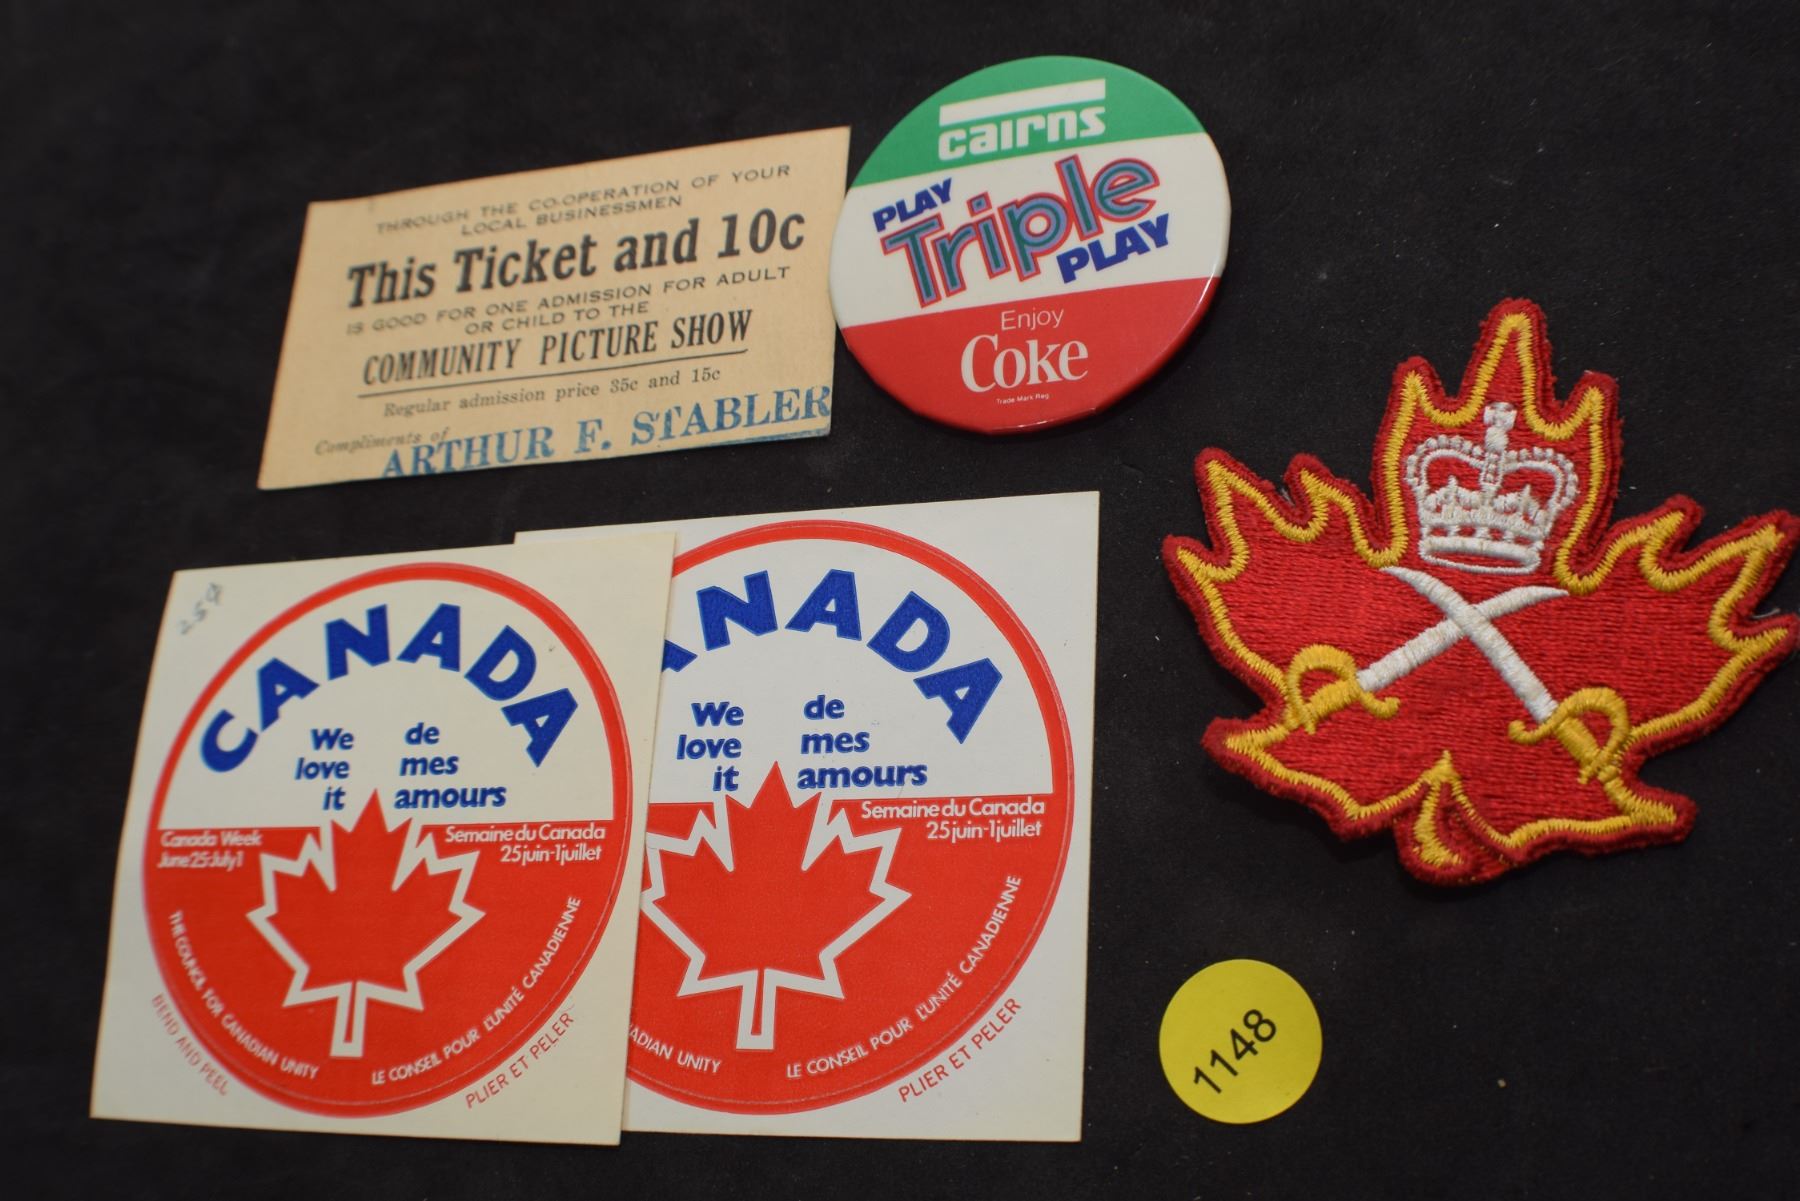 THROUGH THE CO-OPERATION OF YOUR
LOCAL BUSINESSMEN
This Ticket and 10c
IS GOOD FOR ONE ADMISSION FOR ADULT
OR CHILD TO THE
COMMUNITY PICTURE SHOW
Regular admission price 35c and 15c
Compliments of
ARTHUR F. STABLER
cairns
PLAY
Triple
PLAY
Enjoy
Coke
Trade Mark Reg
CANADA
We de
love mes
it amours
Canada Week
June 25-July 1
Semaine du Canada
25 juin-1 juillet
THE COUNCIL FOR CANADIAN UNITY
LE CONSEIL POUR L'UNITÉ CANADIENNE
BEND AND PEEL
PLIER ET PELER
ANADA
We de
love mes
it amours
Semaine du Canada
25 juin-1 juillet
ADIAN UNITY
LE CONSEIL POUR L'UNITÉ CANADIENNE
PLIER ET PELER
1148